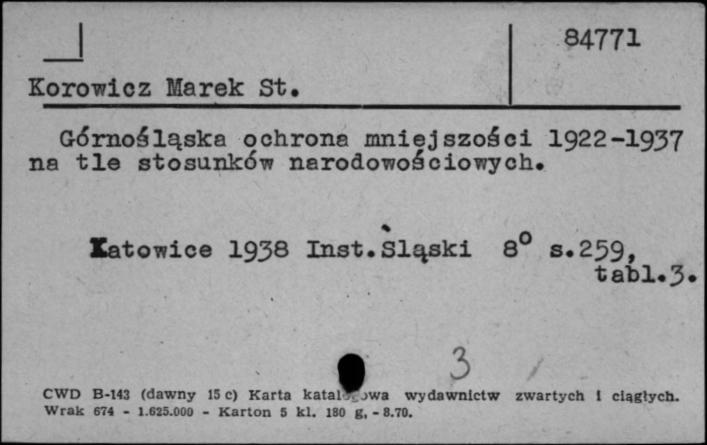 84771
Korowicz Marek St.
Górnośląska ochrona mniejszości 1922-1937
na tle stosunków narodowościowych.
Katowice 1938 Inst.Śląski 8° s.259,
tabl.3.
3
CWD B-143 (dawny 15 c) Karta katalogowa wydawnictw zwartych i ciągłych.
Wrak 674 - 1.625.000 - Karton 5 kl. 180 g, - 8.70.